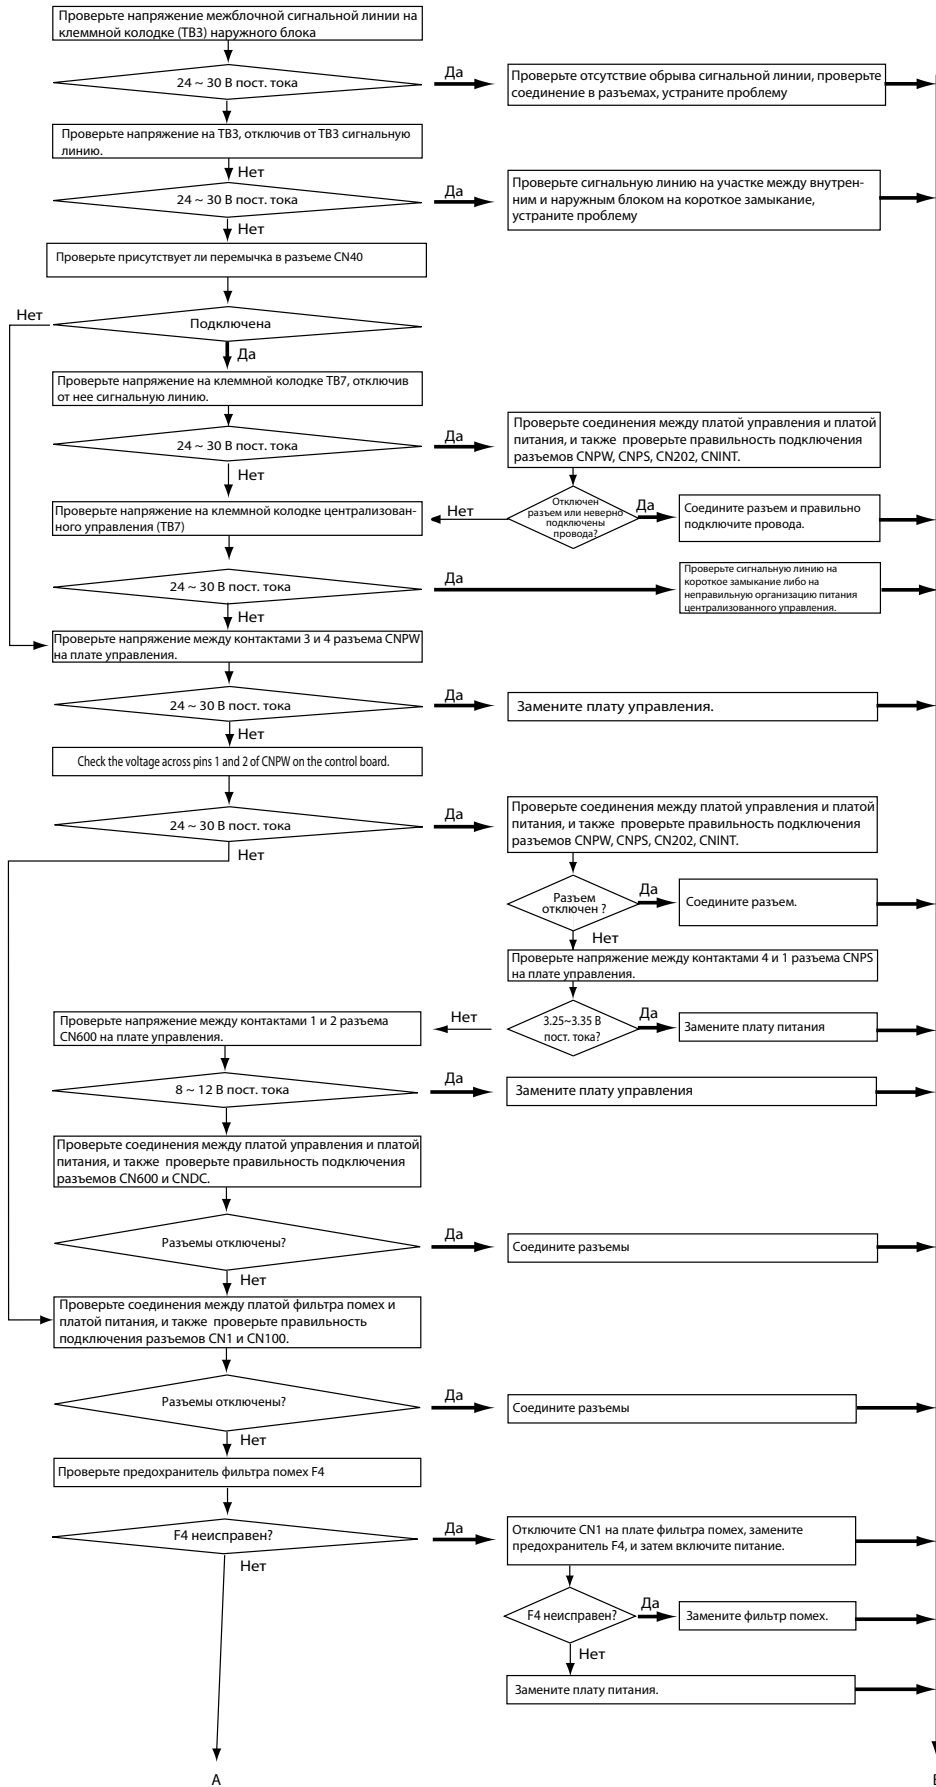 Проверьте напряжение межблочной сигнальной линии на
клеммной колодке (TB3) наружного блока
24 ~ 30 В пост. тока
Да
Проверьте отсутствие обрыва сигнальной линии, проверьте
соединение в разъемах, устраните проблему
Проверьте напряжение на TB3, отключив от TB3 сигнальную
линию.
Нет
24 ~ 30 В пост. тока
Да
Проверьте сигнальную линию на участке между внутрен-
ним и наружным блоком на короткое замыкание,
устраните проблему
Нет
Проверьте присутствует ли перемычка в разъеме CN40
Нет
Подключена
Да
Проверьте напряжение на клеммной колодке TB7, отключив
от нее сигнальную линию.
24 ~ 30 В пост. тока
Да
Проверьте соединения между платой управления и платой
питания, и также проверьте правильность подключения
разъемов CNPW, CNPS, CN202, CNINT.
Нет
Проверьте напряжение на клеммной колодке централизован-
ного управления (TB7)
Нет
Отключен
разъем или неверно
подключены
провода?
Да
Соедините разъем и правильно
подключите провода.
24 ~ 30 В пост. тока
Да
Проверьте сигнальную линию на
короткое замыкание либо на
неправильную организацию питания
централизованного управления.
Нет
Проверьте напряжение между контактами 3 и 4 разъема CNPW
на плате управления.
24 ~ 30 В пост. тока
Да
Замените плату управления.
Нет
Check the voltage across pins 1 and 2 of CNPW on the control board.
24 ~ 30 В пост. тока
Да
Проверьте соединения между платой управления и платой
питания, и также проверьте правильность подключения
разъемов CNPW, CNPS, CN202, CNINT.
Нет
Разъем
отключен ?
Да
Соедините разъем.
Нет
Проверьте напряжение между контактами 4 и 1 разъема CNPS
на плате управления.
Проверьте напряжение между контактами 1 и 2 разъема
CN600 на плате управления.
Нет
3.25~3.35 В
пост. тока?
Да
Замените плату питания
8 ~ 12 В пост. тока
Да
Замените плату управления
Проверьте соединения между платой управления и платой
питания, и также проверьте правильность подключения
разъемов CN600 и CNDC.
Разъемы отключены?
Да
Соедините разъемы
Нет
Проверьте соединения между платой фильтра помех и
платой питания, и также проверьте правильность
подключения разъемов CN1 и CN100.
Разъемы отключены?
Да
Соедините разъемы
Нет
Проверьте предохранитель фильтра помех F4
F4 неисправен?
Да
Отключите CN1 на плате фильтра помех, замените
предохранитель F4, и затем включите питание.
Нет
F4 неисправен?
Да
Замените фильтр помех.
Нет
Замените плату питания.
A